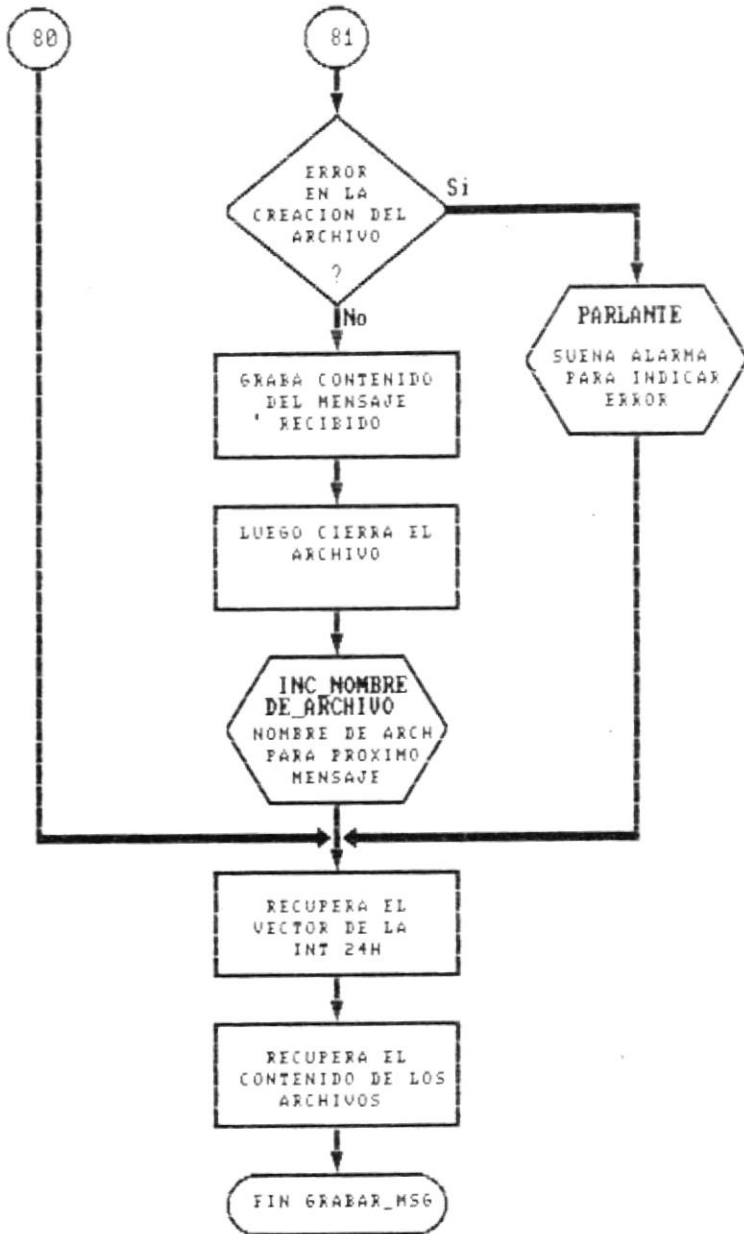 80
81
ERROR
EN LA
CREACION DEL
ARCHIVO
?
Si
No
PARLANTE
SUENA ALARMA
PARA INDICAR
ERROR
GRABA CONTENIDO
DEL MENSAJE
' RECIBIDO
LUEGO CIERRA EL
ARCHIVO
INC_NOMBRE
DE_ARCHIVO
NOMBRE DE ARCH
PARA PROXIMO
MENSAJE
RECUPERA EL
VECTOR DE LA
INT 24H
RECUPERA EL
CONTENIDO DE LOS
ARCHIVOS
FIN GRABAR_MSG